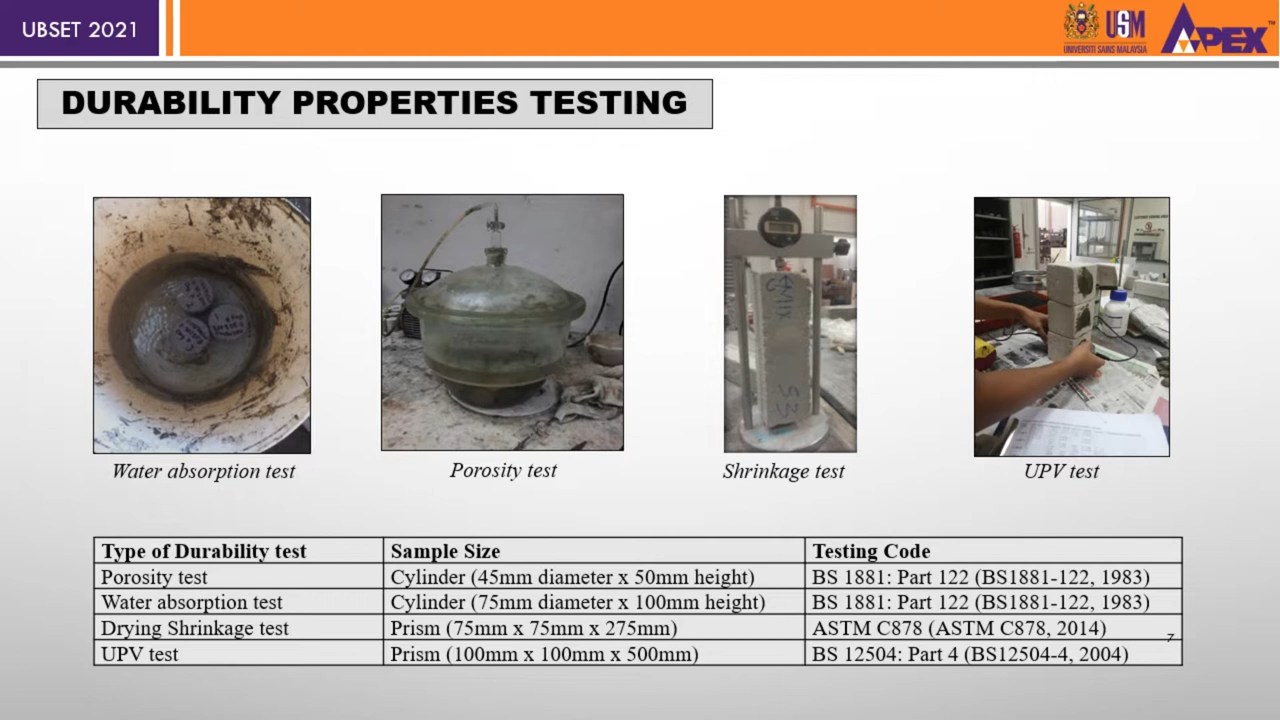 UBSET 2021
USM
UNIVERSITI SAINS MALAYSIA
APEX™
DURABILITY PROPERTIES TESTING
Water absorption test
Porosity test
Shrinkage test
UPV test
Type of Durability test Sample Size Testing Code
Porosity test Cylinder (45mm diameter x 50mm height) BS 1881: Part 122 (BS1881-122, 1983)
Water absorption test Cylinder (75mm diameter x 100mm height) BS 1881: Part 122 (BS1881-122, 1983)
Drying Shrinkage test Prism (75mm x 75mm x 275mm) ASTM C878 (ASTM C878, 2014)
7
UPV test Prism (100mm x 100mm x 500mm) BS 12504: Part 4 (BS12504-4, 2004)